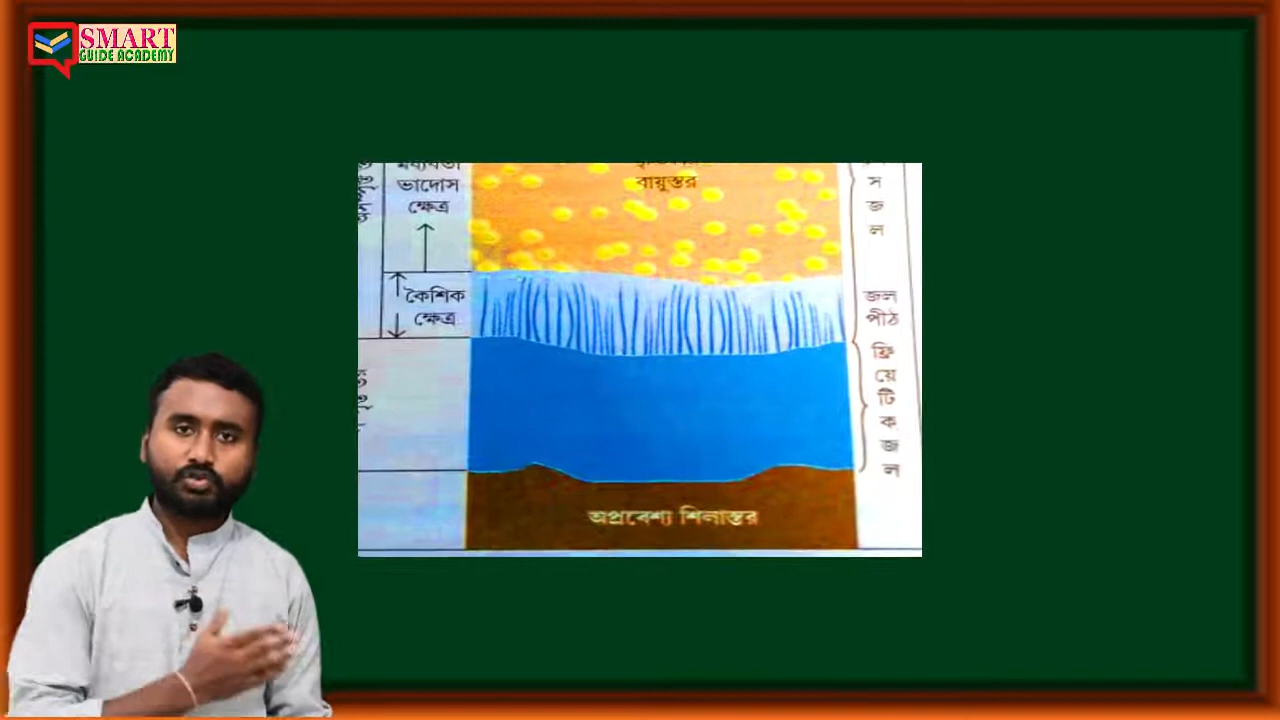 SMART
GUIDE ACADEMY
ভাদোস
ক্ষেত্র
বায়ুস্তর
স
জ
ল
কৈশিক
ক্ষেত্র
জল
পীঠ
ফ্রি
য়ে
টি
ক
জ
ল
অপ্রবেশ্য শিলাস্তর